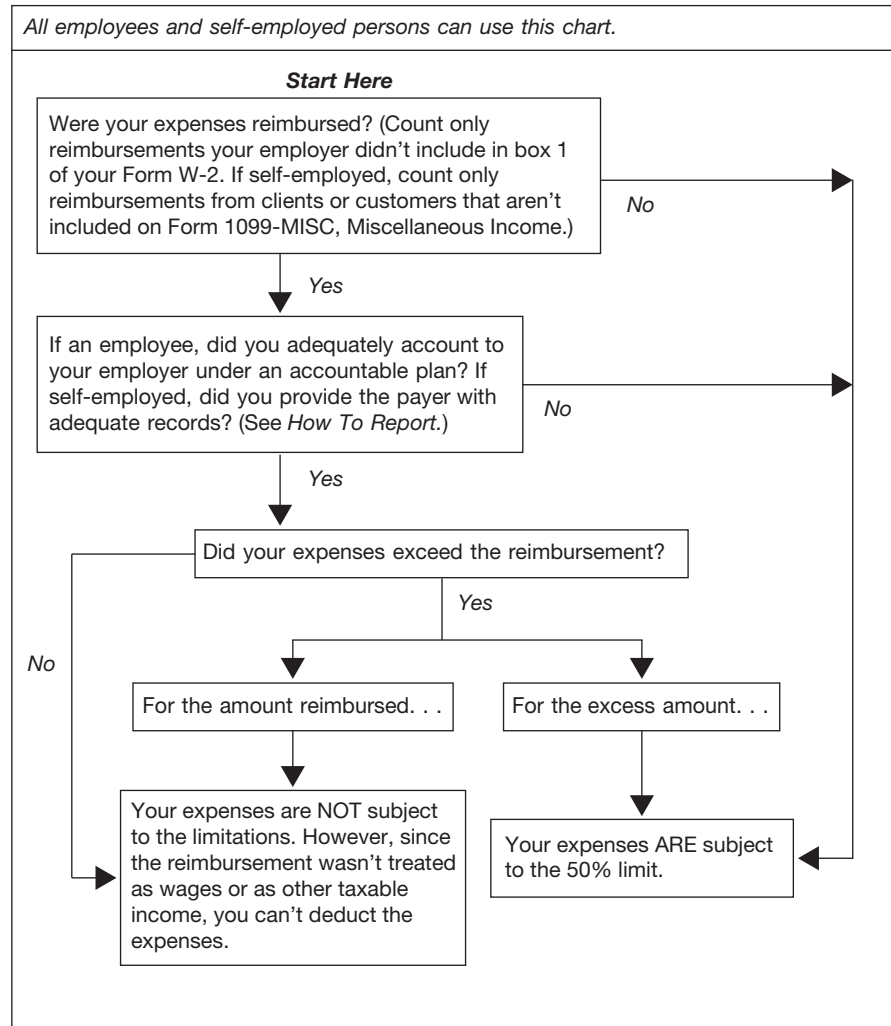 All employees and self-employed persons can use this chart.
Start Here
Were your expenses reimbursed? (Count only
reimbursements your employer didn't include in box 1
of your Form W-2. If self-employed, count only
reimbursements from clients or customers that aren't
included on Form 1099-MISC, Miscellaneous Income.)
No
Yes
If an employee, did you adequately account to
your employer under an accountable plan? If
self-employed, did you provide the payer with
adequate records? (See How To Report.)
No
Yes
Did your expenses exceed the reimbursement?
Yes
No
For the amount reimbursed. . .
For the excess amount. . .
Your expenses are NOT subject
to the limitations. However, since
the reimbursement wasn't treated
as wages or as other taxable
income, you can't deduct the
expenses.
Your expenses ARE subject
to the 50% limit.